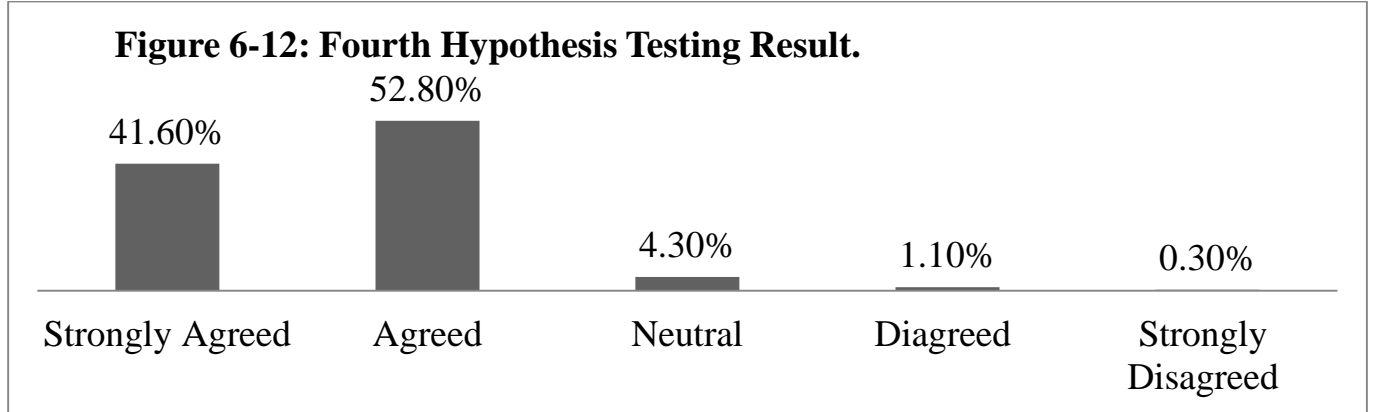 Figure 6-12: Fourth Hypothesis Testing Result.
52.80%
41.60%
4.30%
1.10%
0.30%
Strongly Agreed
Agreed
Neutral
Diagreed
Strongly
Disagreed